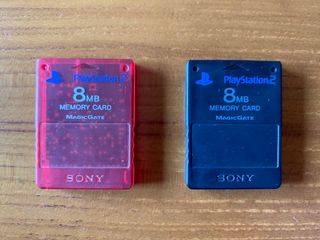 PlayStation 2
8MB
MEMORY CARD
MAGICGATE
SONY
PlayStation 2
8MB
MEMORY CARD
MAGICGATE
SONY